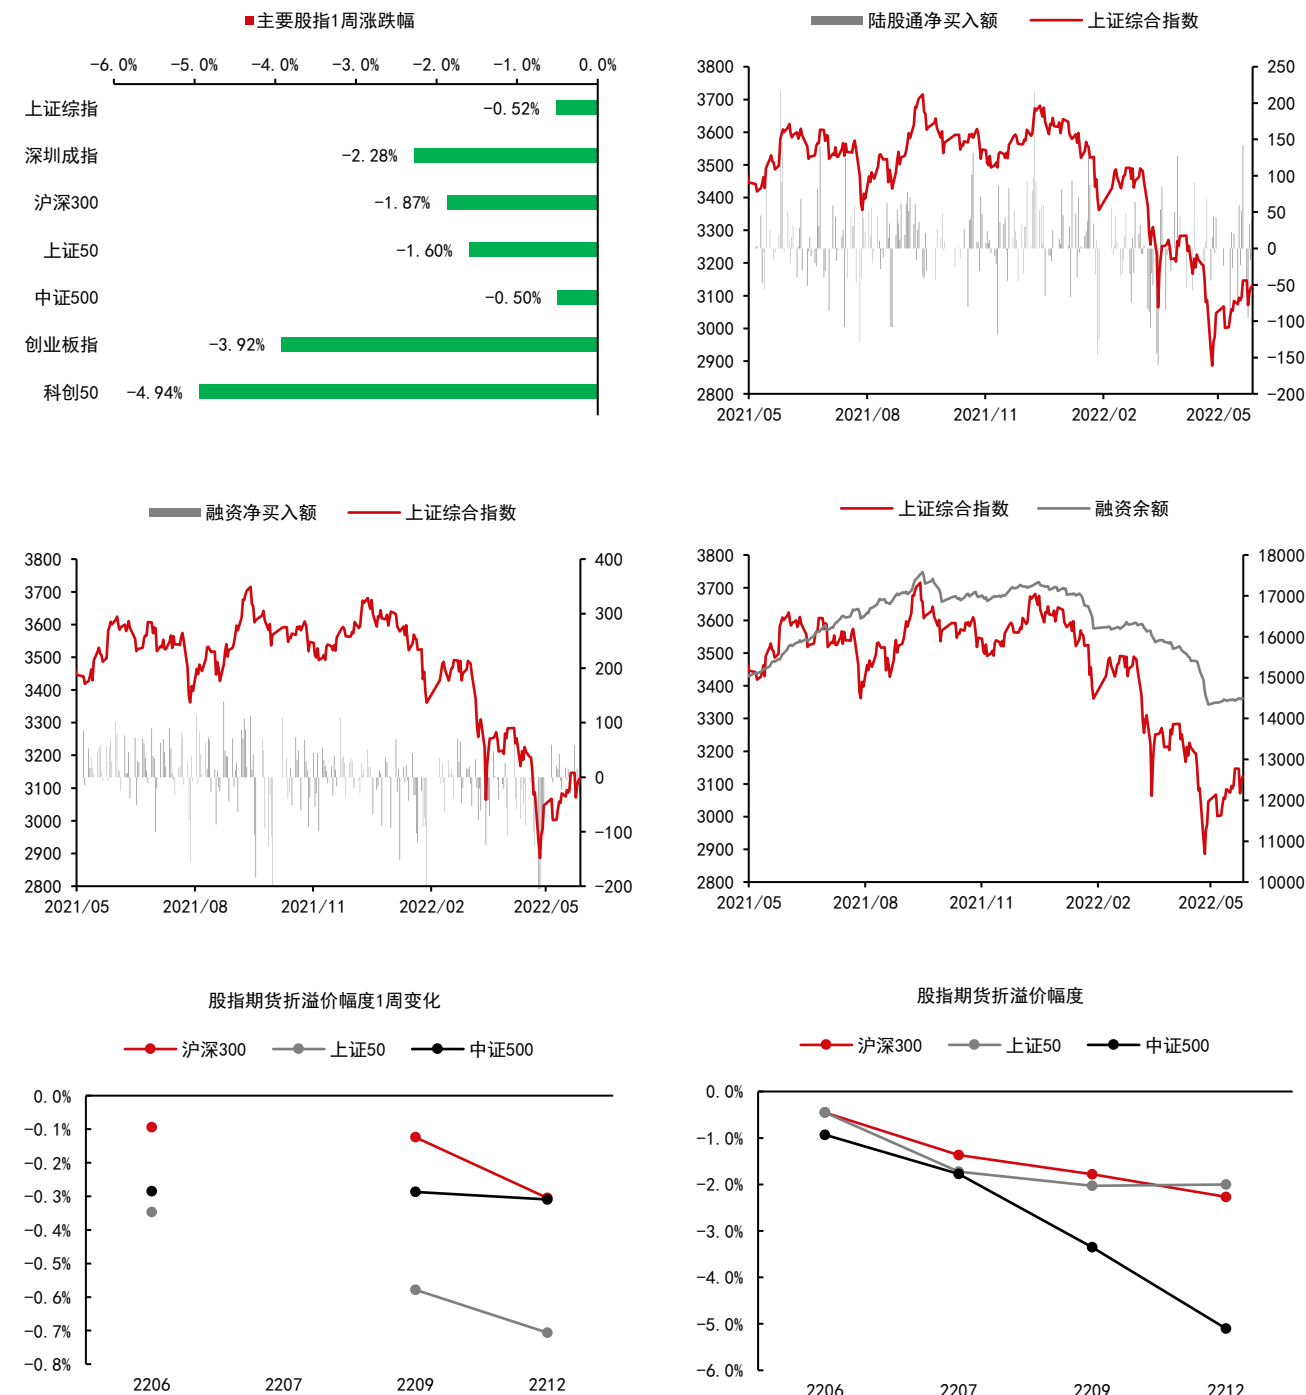 主要股指1周涨跌幅
-6.0% -5.0% -4.0% -3.0% -2.0% -1.0% 0.0%
上证综指 -0.52%
深圳成指 -2.28%
沪深300 -1.87%
上证50 -1.60%
中证500 -0.50%
创业板指 -3.92%
科创50 -4.94%
陆股通净买入额 上证综合指数
3800 250
3700 200
3600 150
3500 100
3400 50
3300 0
3200 -50
3100 -100
3000 -150
2900 -200
2800
2021/05 2021/08 2021/11 2022/02 2022/05
融资净买入额 上证综合指数
3800 400
3700 300
3600 200
3500 100
3400 0
3300 -100
3200 -200
3100
3000
2900
2800
2021/05 2021/08 2021/11 2022/02 2022/05
上证综合指数 融资余额
3800 18000
3700 17000
3600 16000
3500 15000
3400 14000
3300 13000
3200 12000
3100 11000
3000 10000
2900
2800
2021/05 2021/08 2021/11 2022/02 2022/05
股指期货折溢价幅度1周变化
沪深300 上证50 中证500
0.0%
-0.1%
-0.2%
-0.3%
-0.4%
-0.5%
-0.6%
-0.7%
-0.8%
2206 2207 2209 2212
股指期货折溢价幅度
沪深300 上证50 中证500
0.0%
-1.0%
-2.0%
-3.0%
-4.0%
-5.0%
-6.0%
2206 2207 2209 2212